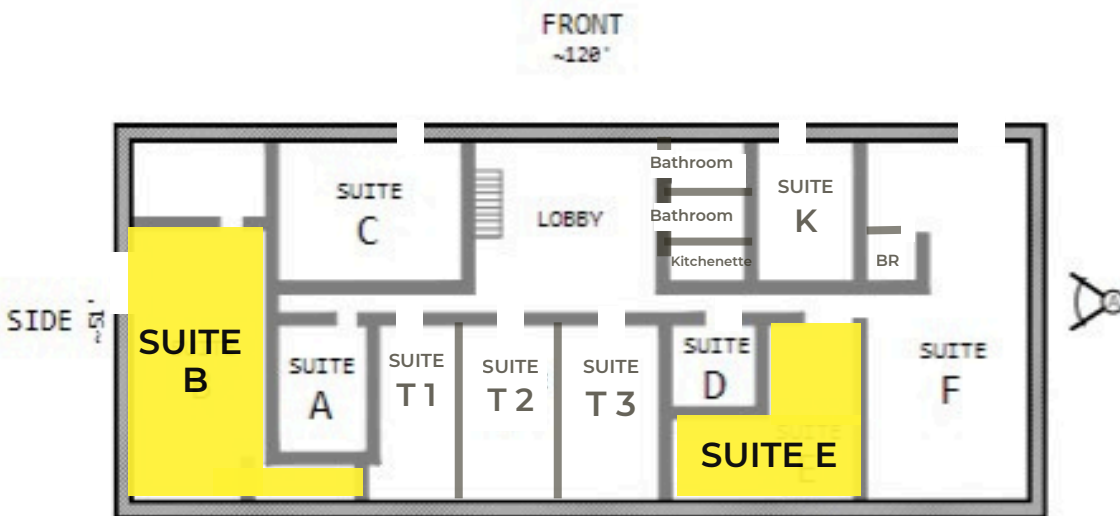 FRONT
~120'
Bathroom
SUITE
C
SUITE
K
LOBBY
Bathroom
Kitchenette
BR
SIDE
~51'
SUITE
B
SUITE
A
SUITE
T 1
SUITE
T 2
SUITE
T 3
SUITE
D
SUITE
F
SUITE E